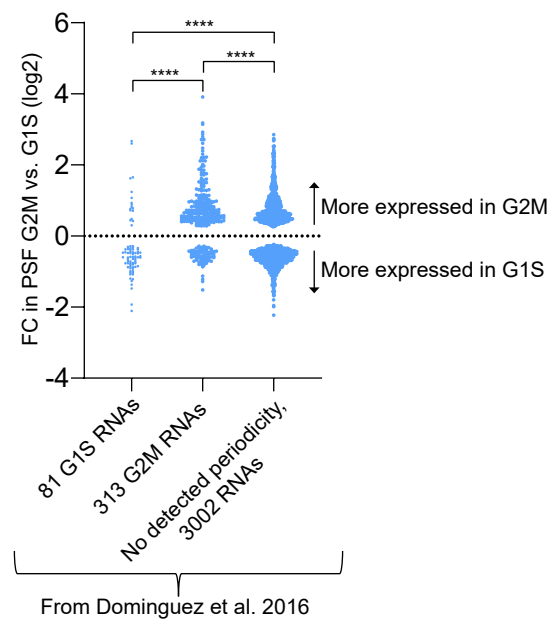 FC in PSF G2M vs. G1S (log2)
6
4
2
0
-2
-4
****
****
****
More expressed in G2M
More expressed in G1S
81 G1S RNAs
313 G2M RNAs
No detected periodicity,
3002 RNAs
From Dominguez et al. 2016